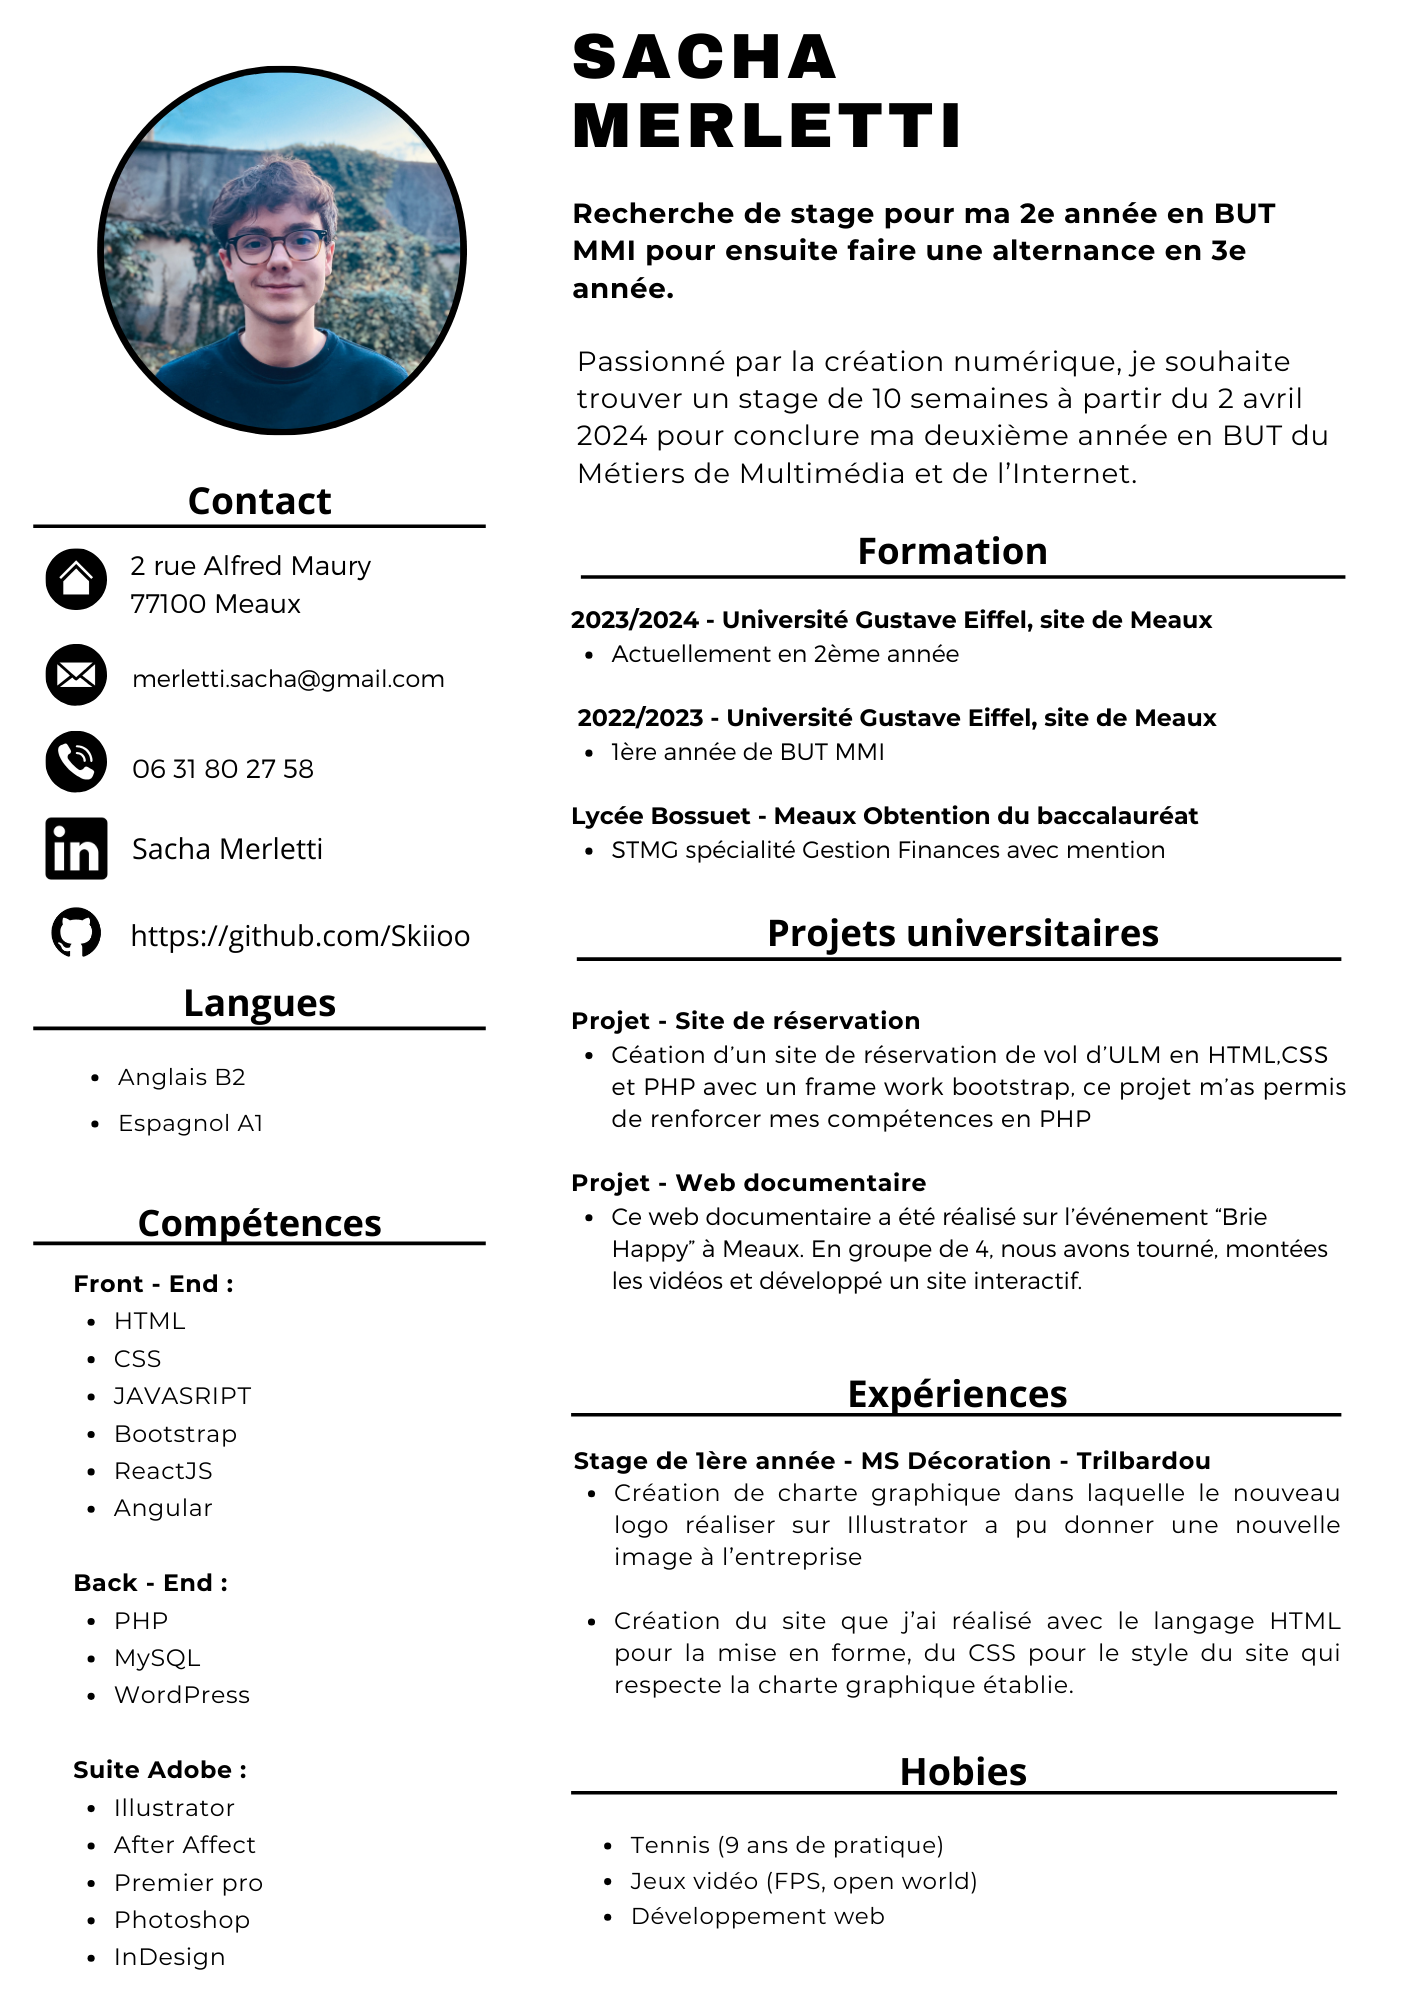 SACHA
MERLETTI
Recherche de stage pour ma 2e année en BUT
MMI pour ensuite faire une alternance en 3e
année.
Passionné par la création numérique, je souhaite
trouver un stage de 10 semaines à partir du 2 avril
2024 pour conclure ma deuxième année en BUT du
Métiers de Multimédia et de l’Internet.
Contact
2 rue Alfred Maury
77100 Meaux
merletti.sacha@gmail.com
06 31 80 27 58
in
Sacha Merletti
https://github.com/Skiioo
Langues
• Anglais B2
• Espagnol A1
Compétences
Front - End :
• HTML
• CSS
• JAVASRIPT
• Bootstrap
• ReactJS
• Angular
Back - End :
• PHP
• MySQL
• WordPress
Suite Adobe :
• Illustrator
• After Affect
• Premier pro
• Photoshop
• InDesign
Formation
2023/2024 - Université Gustave Eiffel, site de Meaux
• Actuellement en 2ème année
2022/2023 - Université Gustave Eiffel, site de Meaux
• 1ère année de BUT MMI
Lycée Bossuet - Meaux Obtention du baccalauréat
• STMG spécialité Gestion Finances avec mention
Projets universitaires
Projet - Site de réservation
• Céation d’un site de réservation de vol d’ULM en HTML,CSS
et PHP avec un frame work bootstrap, ce projet m’as permis
de renforcer mes compétences en PHP
Projet - Web documentaire
• Ce web documentaire a été réalisé sur l’événement “Brie
Happy” à Meaux. En groupe de 4, nous avons tourné, montées
les vidéos et développé un site interactif.
Expériences
Stage de 1ère année - MS Décoration - Trilbardou
• Création de charte graphique dans laquelle le nouveau
logo réaliser sur Illustrator a pu donner une nouvelle
image à l’entreprise
• Création du site que j’ai réalisé avec le langage HTML
pour la mise en forme, du CSS pour le style du site qui
respecte la charte graphique établie.
Hobies
• Tennis (9 ans de pratique)
• Jeux vidéo (FPS, open world)
• Développement web